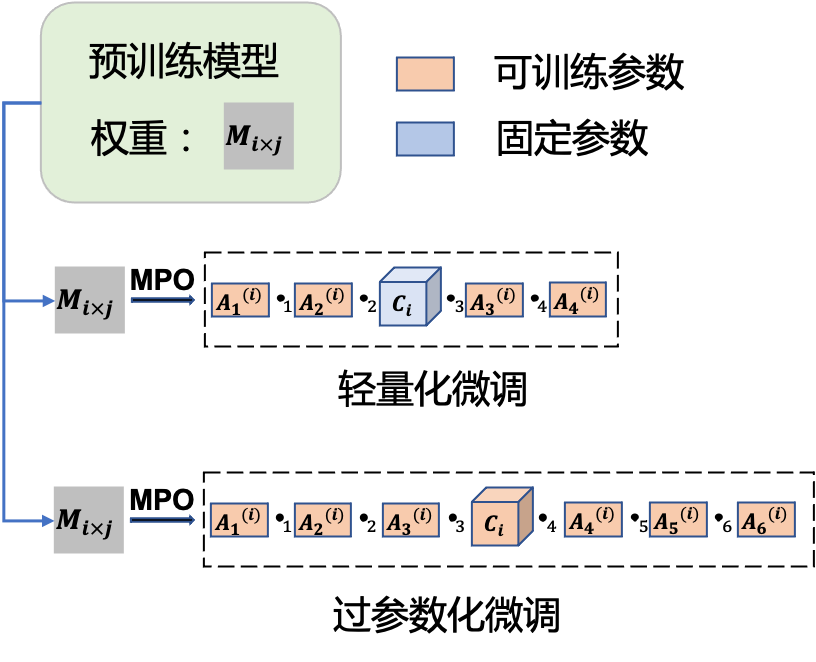 预训练模型
权重： M_{i×j}
可训练参数
固定参数
M_{i×j} MPO A_1^{(i)} •_1 A_2^{(i)} •_2 C_i •_3 A_3^{(i)} •_4 A_4^{(i)}
轻量化微调
M_{i×j} MPO A_1^{(i)} •_1 A_2^{(i)} •_2 A_3^{(i)} •_3 C_i •_4 A_4^{(i)} •_5 A_5^{(i)} •_6 A_6^{(i)}
过参数化微调